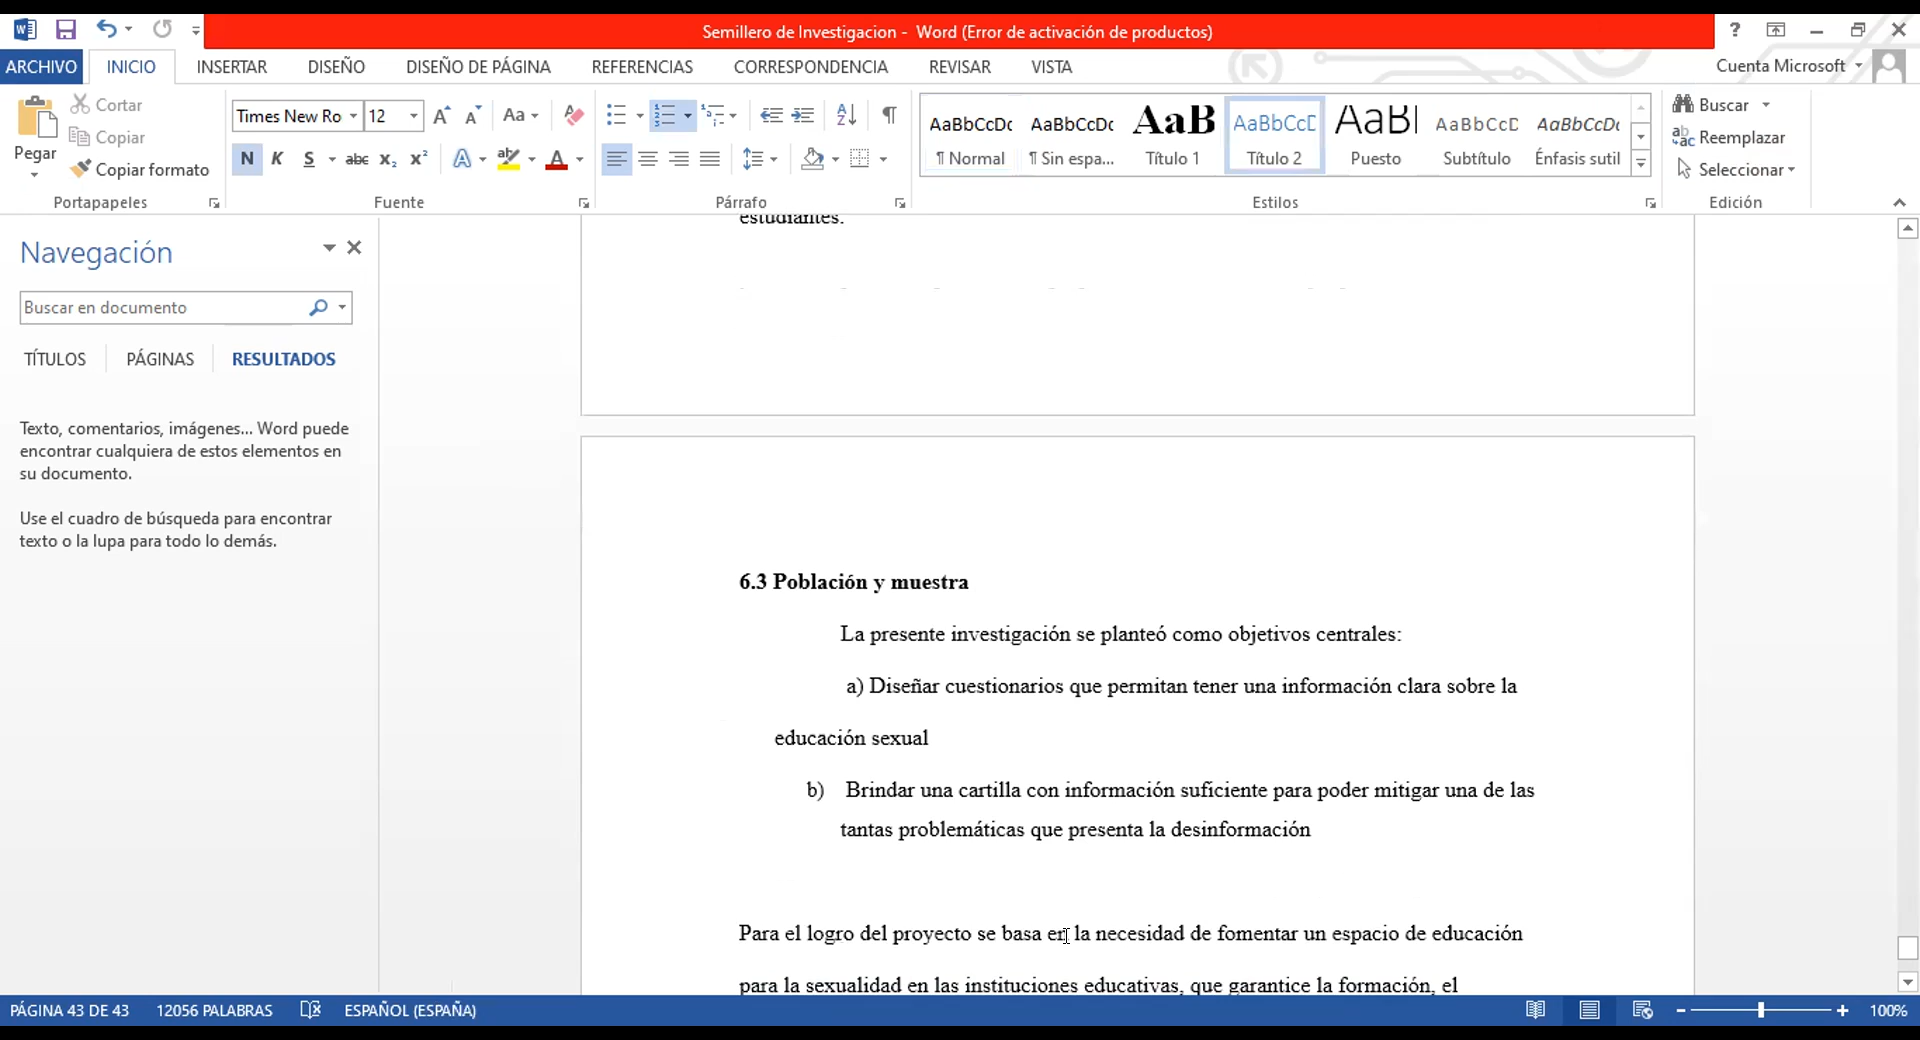 Semillero de Investigacion - Word (Error de activación de productos)
?
ARCHIVO INICIO INSERTAR DISEÑO DISEÑO DE PÁGINA REFERENCIAS CORRESPONDENCIA REVISAR VISTA Cuenta Microsoft
Pegar
Cortar
Copiar
Copiar formato
Portapapeles
Times New Ro 12 Aa
N K S abc x₂ x² A ab A
Fuente
Párrafo
AaBbCcDc AaBbCcDc AaB AaBbCcD AaB AaBbCcD AaBbCcDc
¶ Normal ¶ Sin espa... Título 1 Título 2 Puesto Subtítulo Énfasis sutil
Estilos
Buscar
Reemplazar
Seleccionar
Edición
Navegación
Buscar en documento
TÍTULOS PÁGINAS RESULTADOS
Texto, comentarios, imágenes... Word puede
encontrar cualquiera de estos elementos en
su documento.
Use el cuadro de búsqueda para encontrar
texto o la lupa para todo lo demás.
estudiantes.
6.3 Población y muestra
La presente investigación se planteó como objetivos centrales:
a) Diseñar cuestionarios que permitan tener una información clara sobre la
educación sexual
b) Brindar una cartilla con información suficiente para poder mitigar una de las
tantas problemáticas que presenta la desinformación
Para el logro del proyecto se basa en la necesidad de fomentar un espacio de educación
para la sexualidad en las instituciones educativas, que garantice la formación, el
PÁGINA 43 DE 43 12056 PALABRAS ESPAÑOL (ESPAÑA) 100%